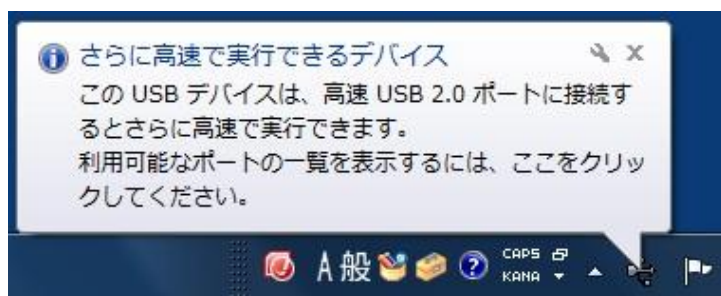 さらに高速で実行できるデバイス
この USB デバイスは、高速 USB 2.0 ポートに接続す
るとさらに高速で実行できます。
利用可能なポートの一覧を表示するには、ここをクリッ
クしてください。
A 般 CAPS
KANA